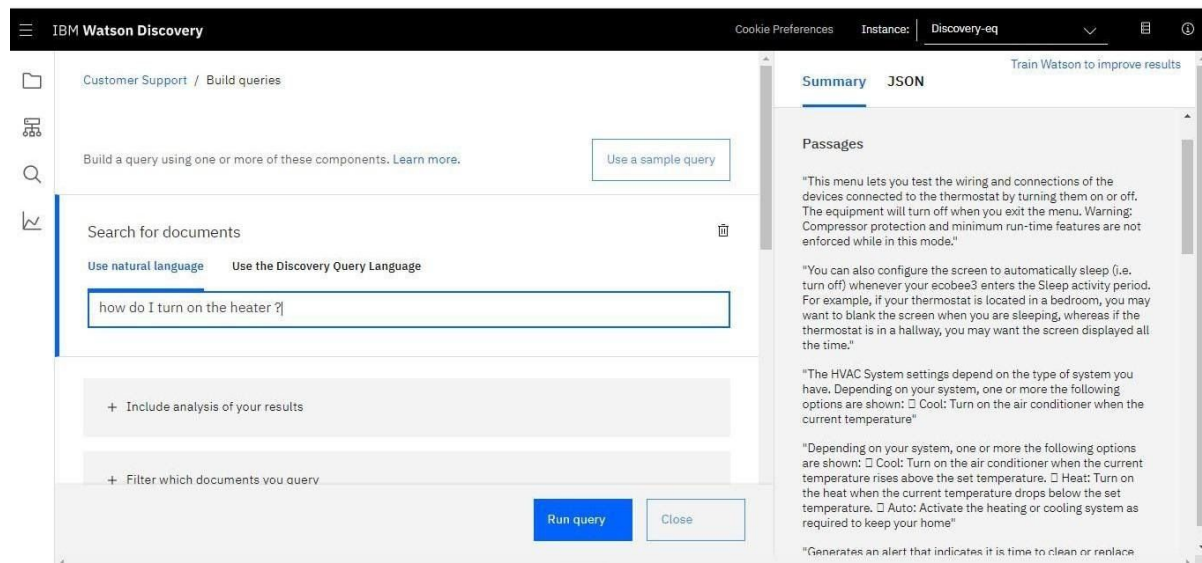 IBM Watson Discovery
Cookie Preferences
Instance:
Discovery-eq
Customer Support / Build queries
Build a query using one or more of these components. Learn more.
Use a sample query
Search for documents
Use natural language
Use the Discovery Query Language
how do I turn on the heater ?
+ Include analysis of your results
+ Filter which documents you query
Run query
Close
Train Watson to improve results
Summary
JSON
Passages
"This menu lets you test the wiring and connections of the
devices connected to the thermostat by turning them on or off.
The equipment will turn off when you exit the menu. Warning:
Compressor protection and minimum run-time features are not
enforced while in this mode."
"You can also configure the screen to automatically sleep (i.e.
turn off) whenever your ecobee3 enters the Sleep activity period.
For example, if your thermostat is located in a bedroom, you may
want to blank the screen when you are sleeping, whereas if the
thermostat is in a hallway, you may want the screen displayed all
the time."
"The HVAC System settings depend on the type of system you
have. Depending on your system, one or more the following
options are shown: □ Cool: Turn on the air conditioner when the
current temperature"
"Depending on your system, one or more the following options
are shown: □ Cool: Turn on the air conditioner when the current
temperature rises above the set temperature. □ Heat: Turn on
the heat when the current temperature drops below the set
temperature. □ Auto: Activate the heating or cooling system as
required to keep your home"
"Generates an alert that indicates it is time to clean or replace